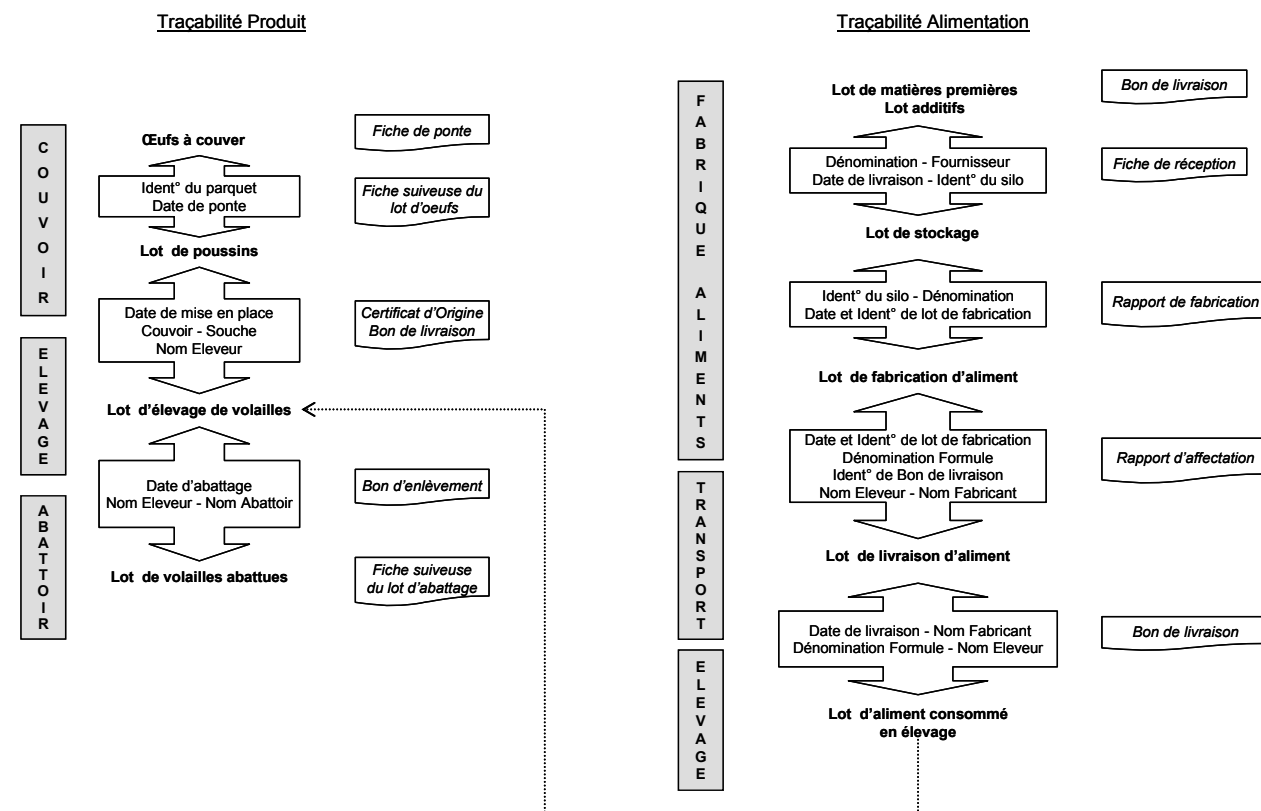 Traçabilité Produit
COUVOIR
Œufs à couver
Fiche de ponte
Ident° du parquet
Date de ponte
Fiche suiveuse du
lot d'oeufs
Lot de poussins
Date de mise en place
Couvoir - Souche
Nom Eleveur
Certificat d'Origine
Bon de livraison
ELEVAGE
Lot d'élevage de volailles
Date d'abattage
Nom Eleveur - Nom Abattoir
Bon d'enlèvement
ABATTOIR
Lot de volailles abattues
Fiche suiveuse
du lot d'abattage
Traçabilité Alimentation
FABRIQUE ALIMENTS
Lot de matières premières
Lot additifs
Bon de livraison
Dénomination - Fournisseur
Date de livraison - Ident° du silo
Fiche de réception
Lot de stockage
Ident° du silo - Dénomination
Date et Ident° de lot de fabrication
Rapport de fabrication
Lot de fabrication d'aliment
Date et Ident° de lot de fabrication
Dénomination Formule
Ident° de Bon de livraison
Nom Eleveur - Nom Fabricant
Rapport d'affectation
TRANSPORT
Lot de livraison d'aliment
Date de livraison - Nom Fabricant
Dénomination Formule - Nom Eleveur
Bon de livraison
ELEVAGE
Lot d'aliment consommé
en élevage